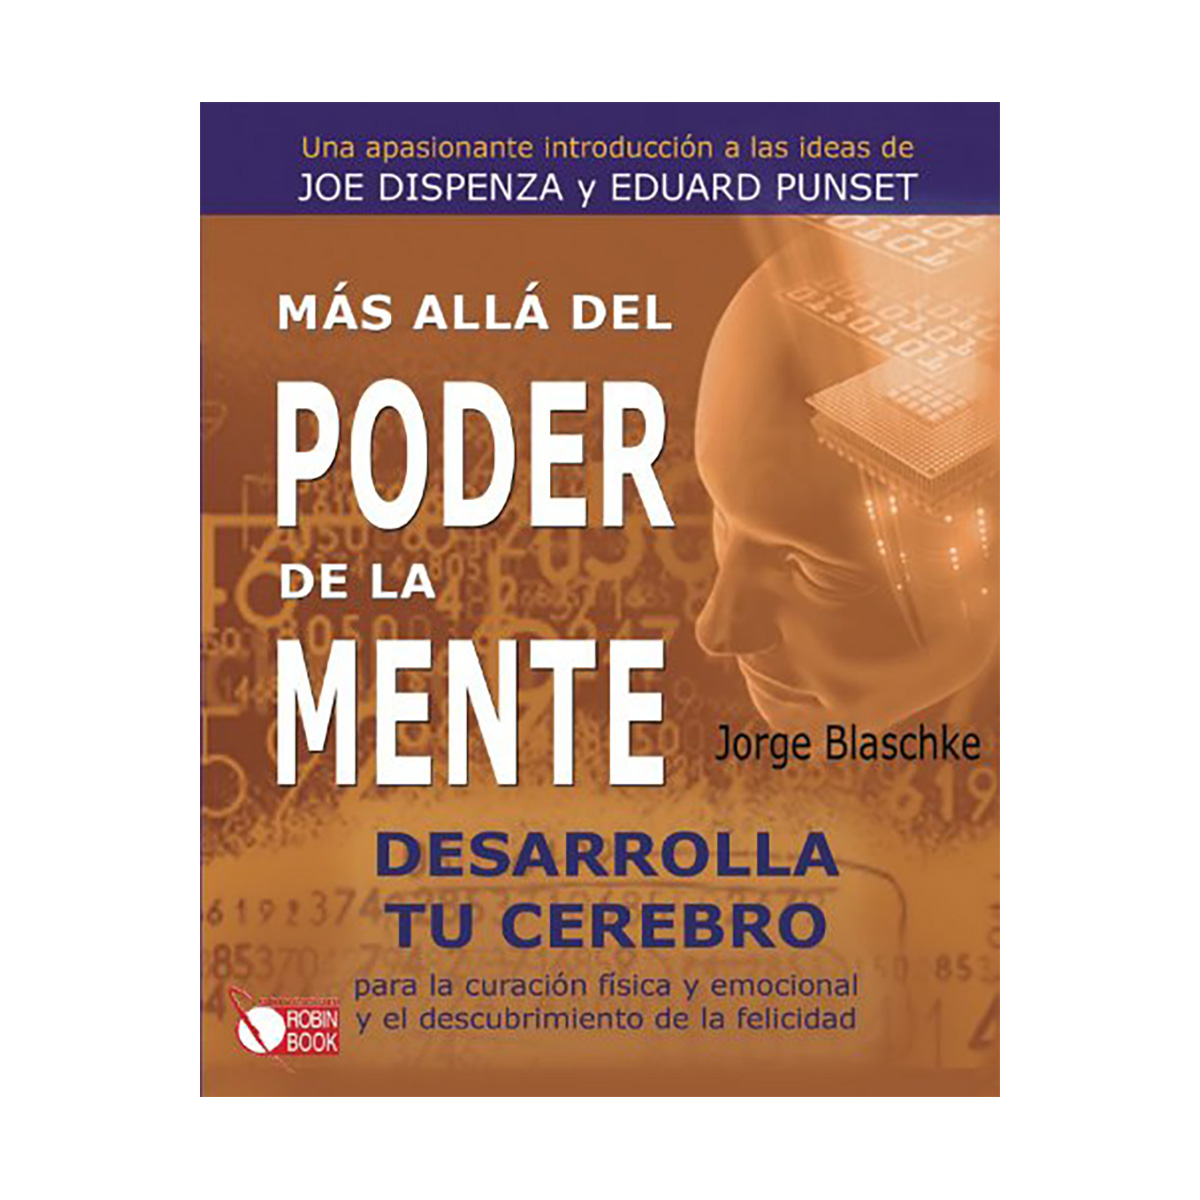 Una apasionante introducción a las ideas de
JOE DISPENZA y EDUARD PUNSET
MÁS ALLÁ DEL
PODER
DE LA
MENTE
Jorge Blaschke
DESARROLLA
TU CEREBRO
para la curación física y emocional
y el descubrimiento de la felicidad
ROBIN
BOOK